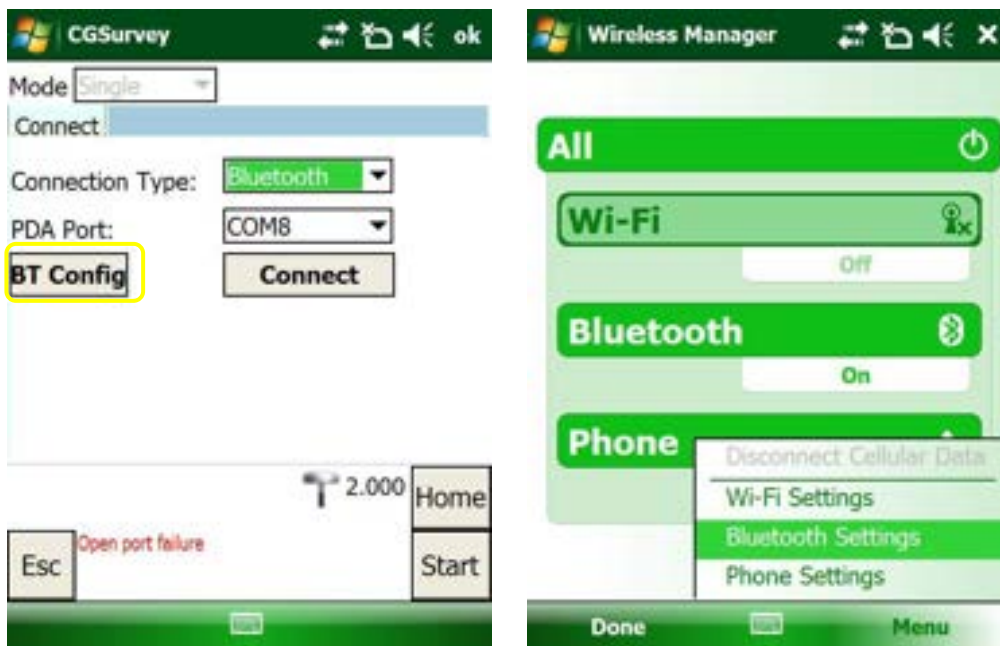 CGSurvey ok
Mode Single
Connect
Connection Type: Bluetooth
PDA Port: COM8
BT Config Connect
2.000 Home
Esc Open port failure Start
Wireless Manager
All
Wi-Fi
Off
Bluetooth
On
Phone
Disconnect Cellular Data
Wi-Fi Settings
Bluetooth Settings
Phone Settings
Done Menu